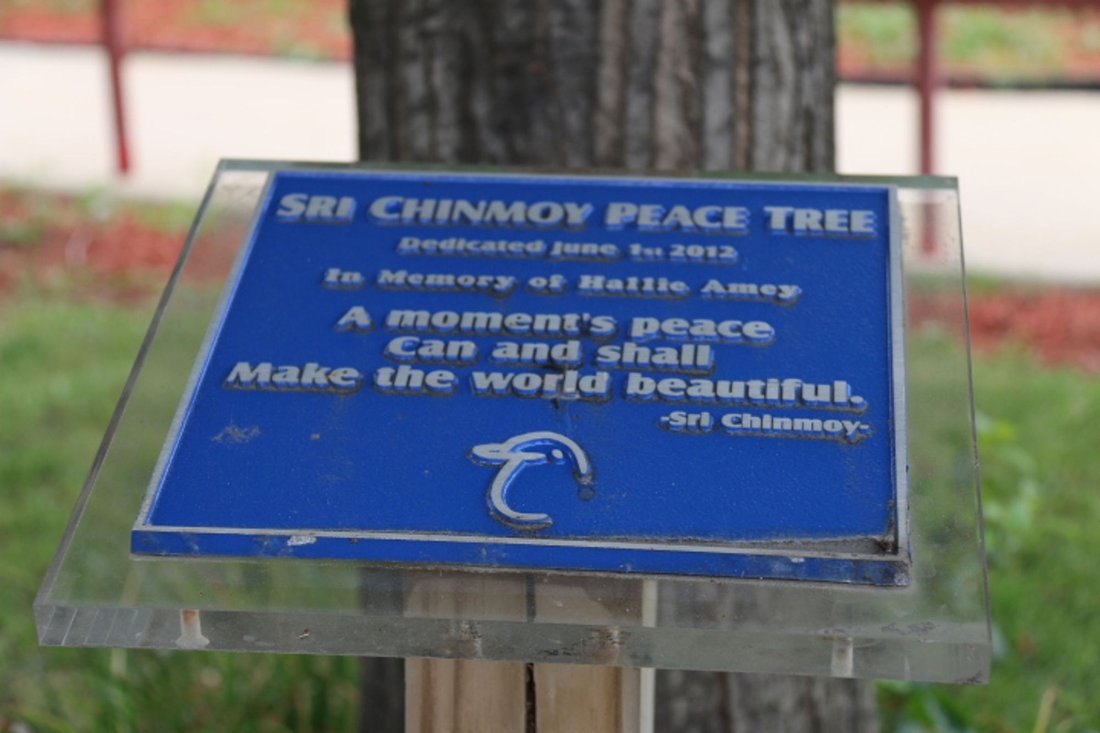 SRI CHINMOY PEACE TREE
Dedicated June 1st 2012
In Memory of Hallie Amey
A moment's peace
Can and shall
Make the world beautiful.
-Sri Chinmoy-